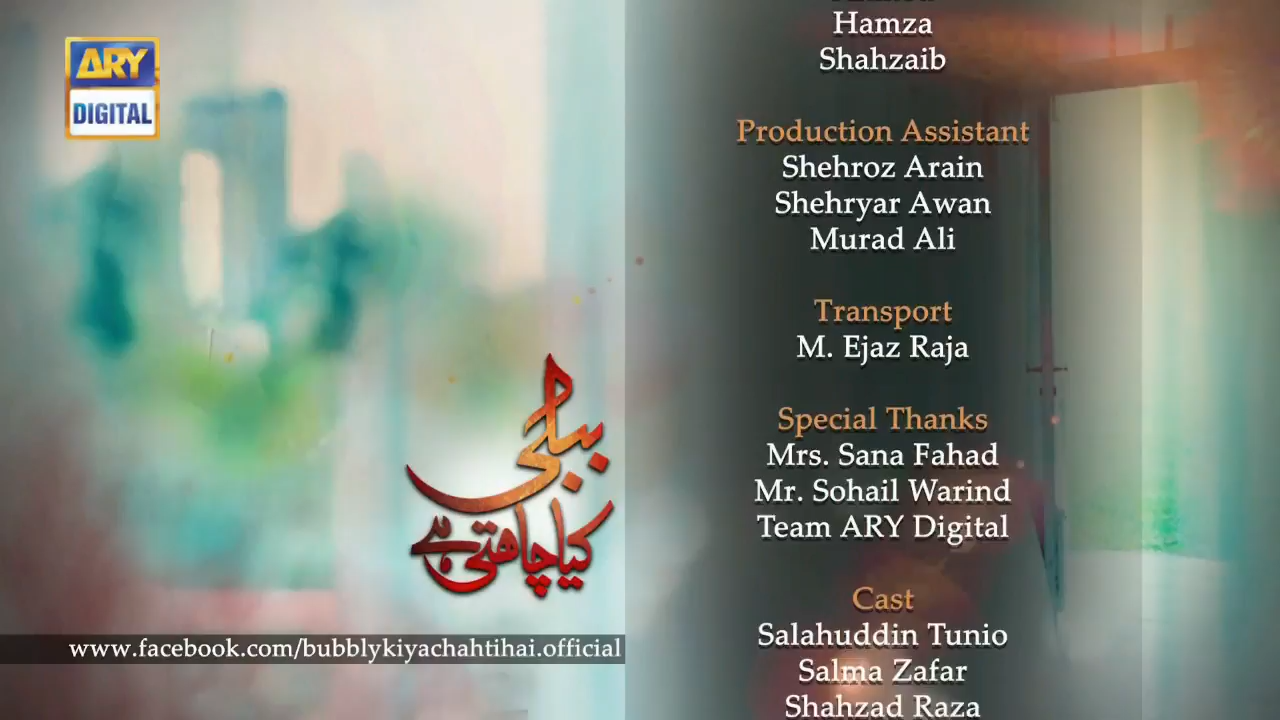 ARY
DIGITAL
ببلی
کیا چاہتی ہے
www.facebook.com/bubblykiyachahtihai.official
Hamza
Shahzaib
Production Assistant
Shehroz Arain
Shehryar Awan
Murad Ali
Transport
M. Ejaz Raja
Special Thanks
Mrs. Sana Fahad
Mr. Sohail Warind
Team ARY Digital
Cast
Salahuddin Tunio
Salma Zafar
Shahzad Raza